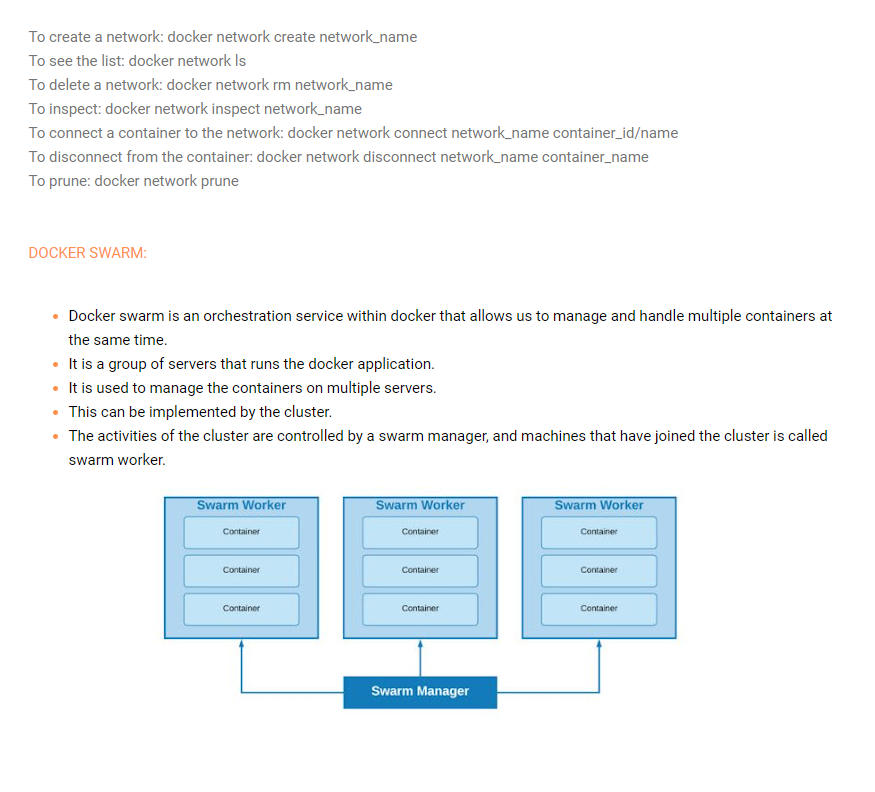 To create a network: docker network create network_name
To see the list: docker network ls
To delete a network: docker network rm network_name
To inspect: docker network inspect network_name
To connect a container to the network: docker network connect network_name container_id/name
To disconnect from the container: docker network disconnect network_name container_name
To prune: docker network prune
DOCKER SWARM:
Docker swarm is an orchestration service within docker that allows us to manage and handle multiple containers at
the same time.
It is a group of servers that runs the docker application.
It is used to manage the containers on multiple servers.
This can be implemented by the cluster.
The activities of the cluster are controlled by a swarm manager, and machines that have joined the cluster is called
swarm worker.
Swarm Worker Swarm Worker Swarm Worker
Container Container Container
Container Container Container
Container Container Container
Swarm Manager